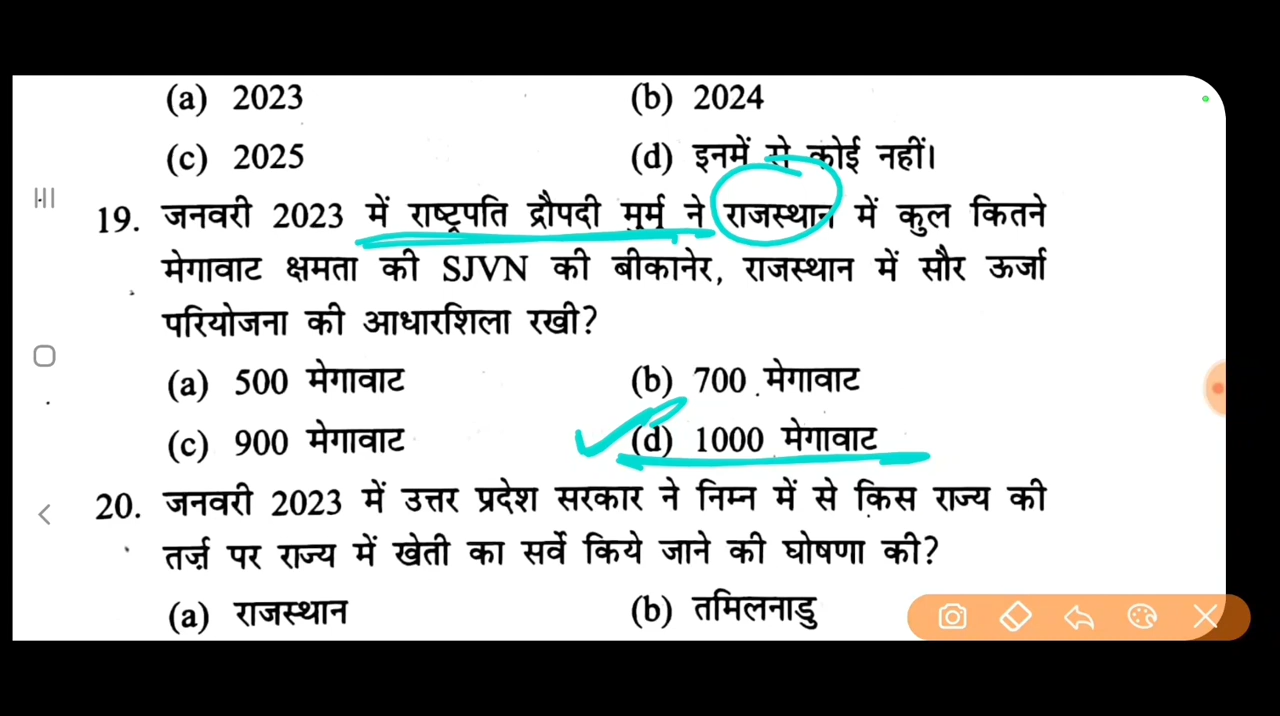 (a) 2023 (b) 2024
(c) 2025 (d) इनमें से कोई नहीं।
19. जनवरी 2023 में राष्ट्रपति द्रौपदी मुर्मू ने राजस्थान में कुल कितने
मेगावाट क्षमता की SJVN की बीकानेर, राजस्थान में सौर ऊर्जा
परियोजना की आधारशिला रखी?
(a) 500 मेगावाट (b) 700 मेगावाट
(c) 900 मेगावाट (d) 1000 मेगावाट
20. जनवरी 2023 में उत्तर प्रदेश सरकार ने निम्न में से किस राज्य की
तर्ज़ पर राज्य में खेती का सर्वे किये जाने की घोषणा की?
(a) राजस्थान (b) तमिलनाडु